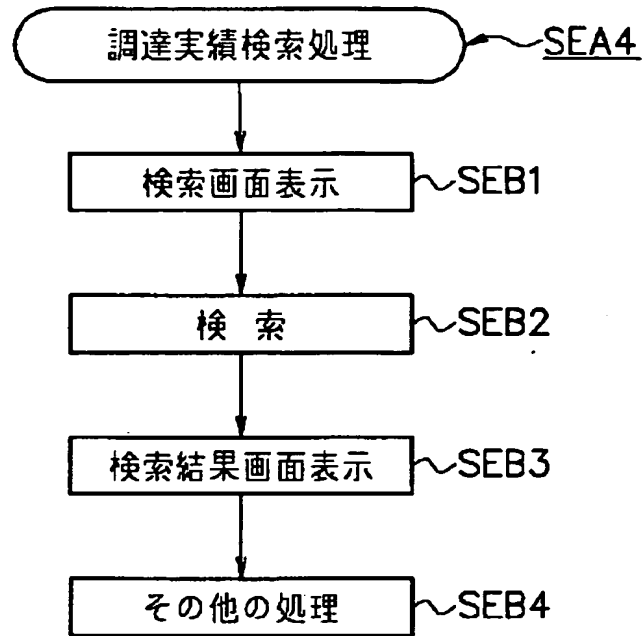 調達実績検索処理 SEA4
検索画面表示 SEB1
検 索 SEB2
検索結果画面表示 SEB3
その他の処理 SEB4